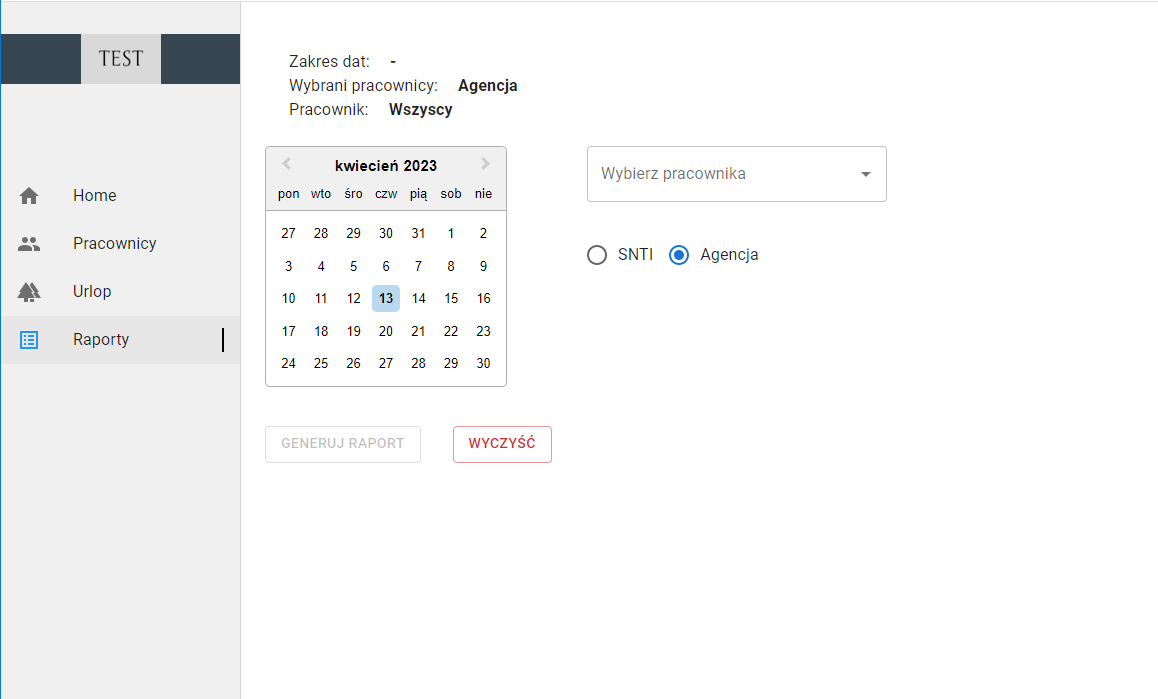 TEST
Zakres dat: -
Wybrani pracownicy: Agencja
Pracownik: Wszyscy
Home
Pracownicy
Urlop
Raporty
kwiecień 2023
pon wto śro czw pią sob nie
27 28 29 30 31 1 2
3 4 5 6 7 8 9
10 11 12 13 14 15 16
17 18 19 20 21 22 23
24 25 26 27 28 29 30
Wybierz pracownika
SNTI Agencja
GENERUJ RAPORT WYCZYŚĆ